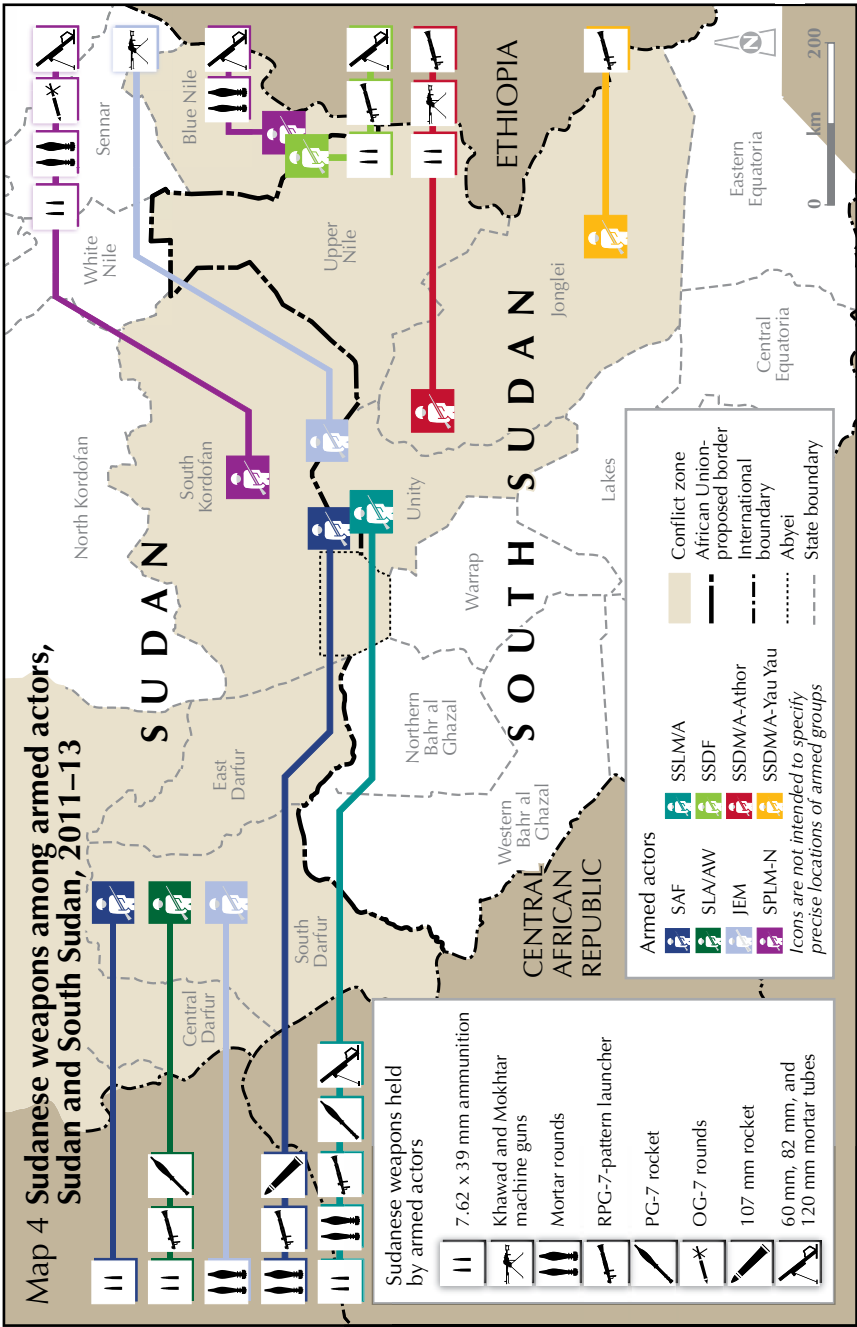 Map 4 Sudanese weapons among armed actors,
Sudan and South Sudan, 2011–13
SUDAN
SOUTH SUDAN
CENTRAL
AFRICAN
REPUBLIC
ETHIOPIA
North Kordofan
South
Kordofan
White
Nile
Sennar
Blue Nile
Upper
Nile
East
Darfur
Central
Darfur
South
Darfur
Unity
Warrap
Northern
Bahr al
Ghazal
Western
Bahr al
Ghazal
Lakes
Jonglei
Central
Equatoria
Eastern
Equatoria
N
0 km 200
Sudanese weapons held
by armed actors
7.62 x 39 mm ammunition
Khawad and Mokhtar
machine guns
Mortar rounds
RPG-7-pattern launcher
PG-7 rocket
OG-7 rounds
107 mm rocket
60 mm, 82 mm, and
120 mm mortar tubes
Armed actors
SAF
SLA/AW
JEM
SPLM-N
SSLM/A
SSDF
SSDM/A-Athor
SSDM/A-Yau Yau
Icons are not intended to specify
precise locations of armed groups
Conflict zone
African Union-
proposed border
International
boundary
Abyei
State boundary